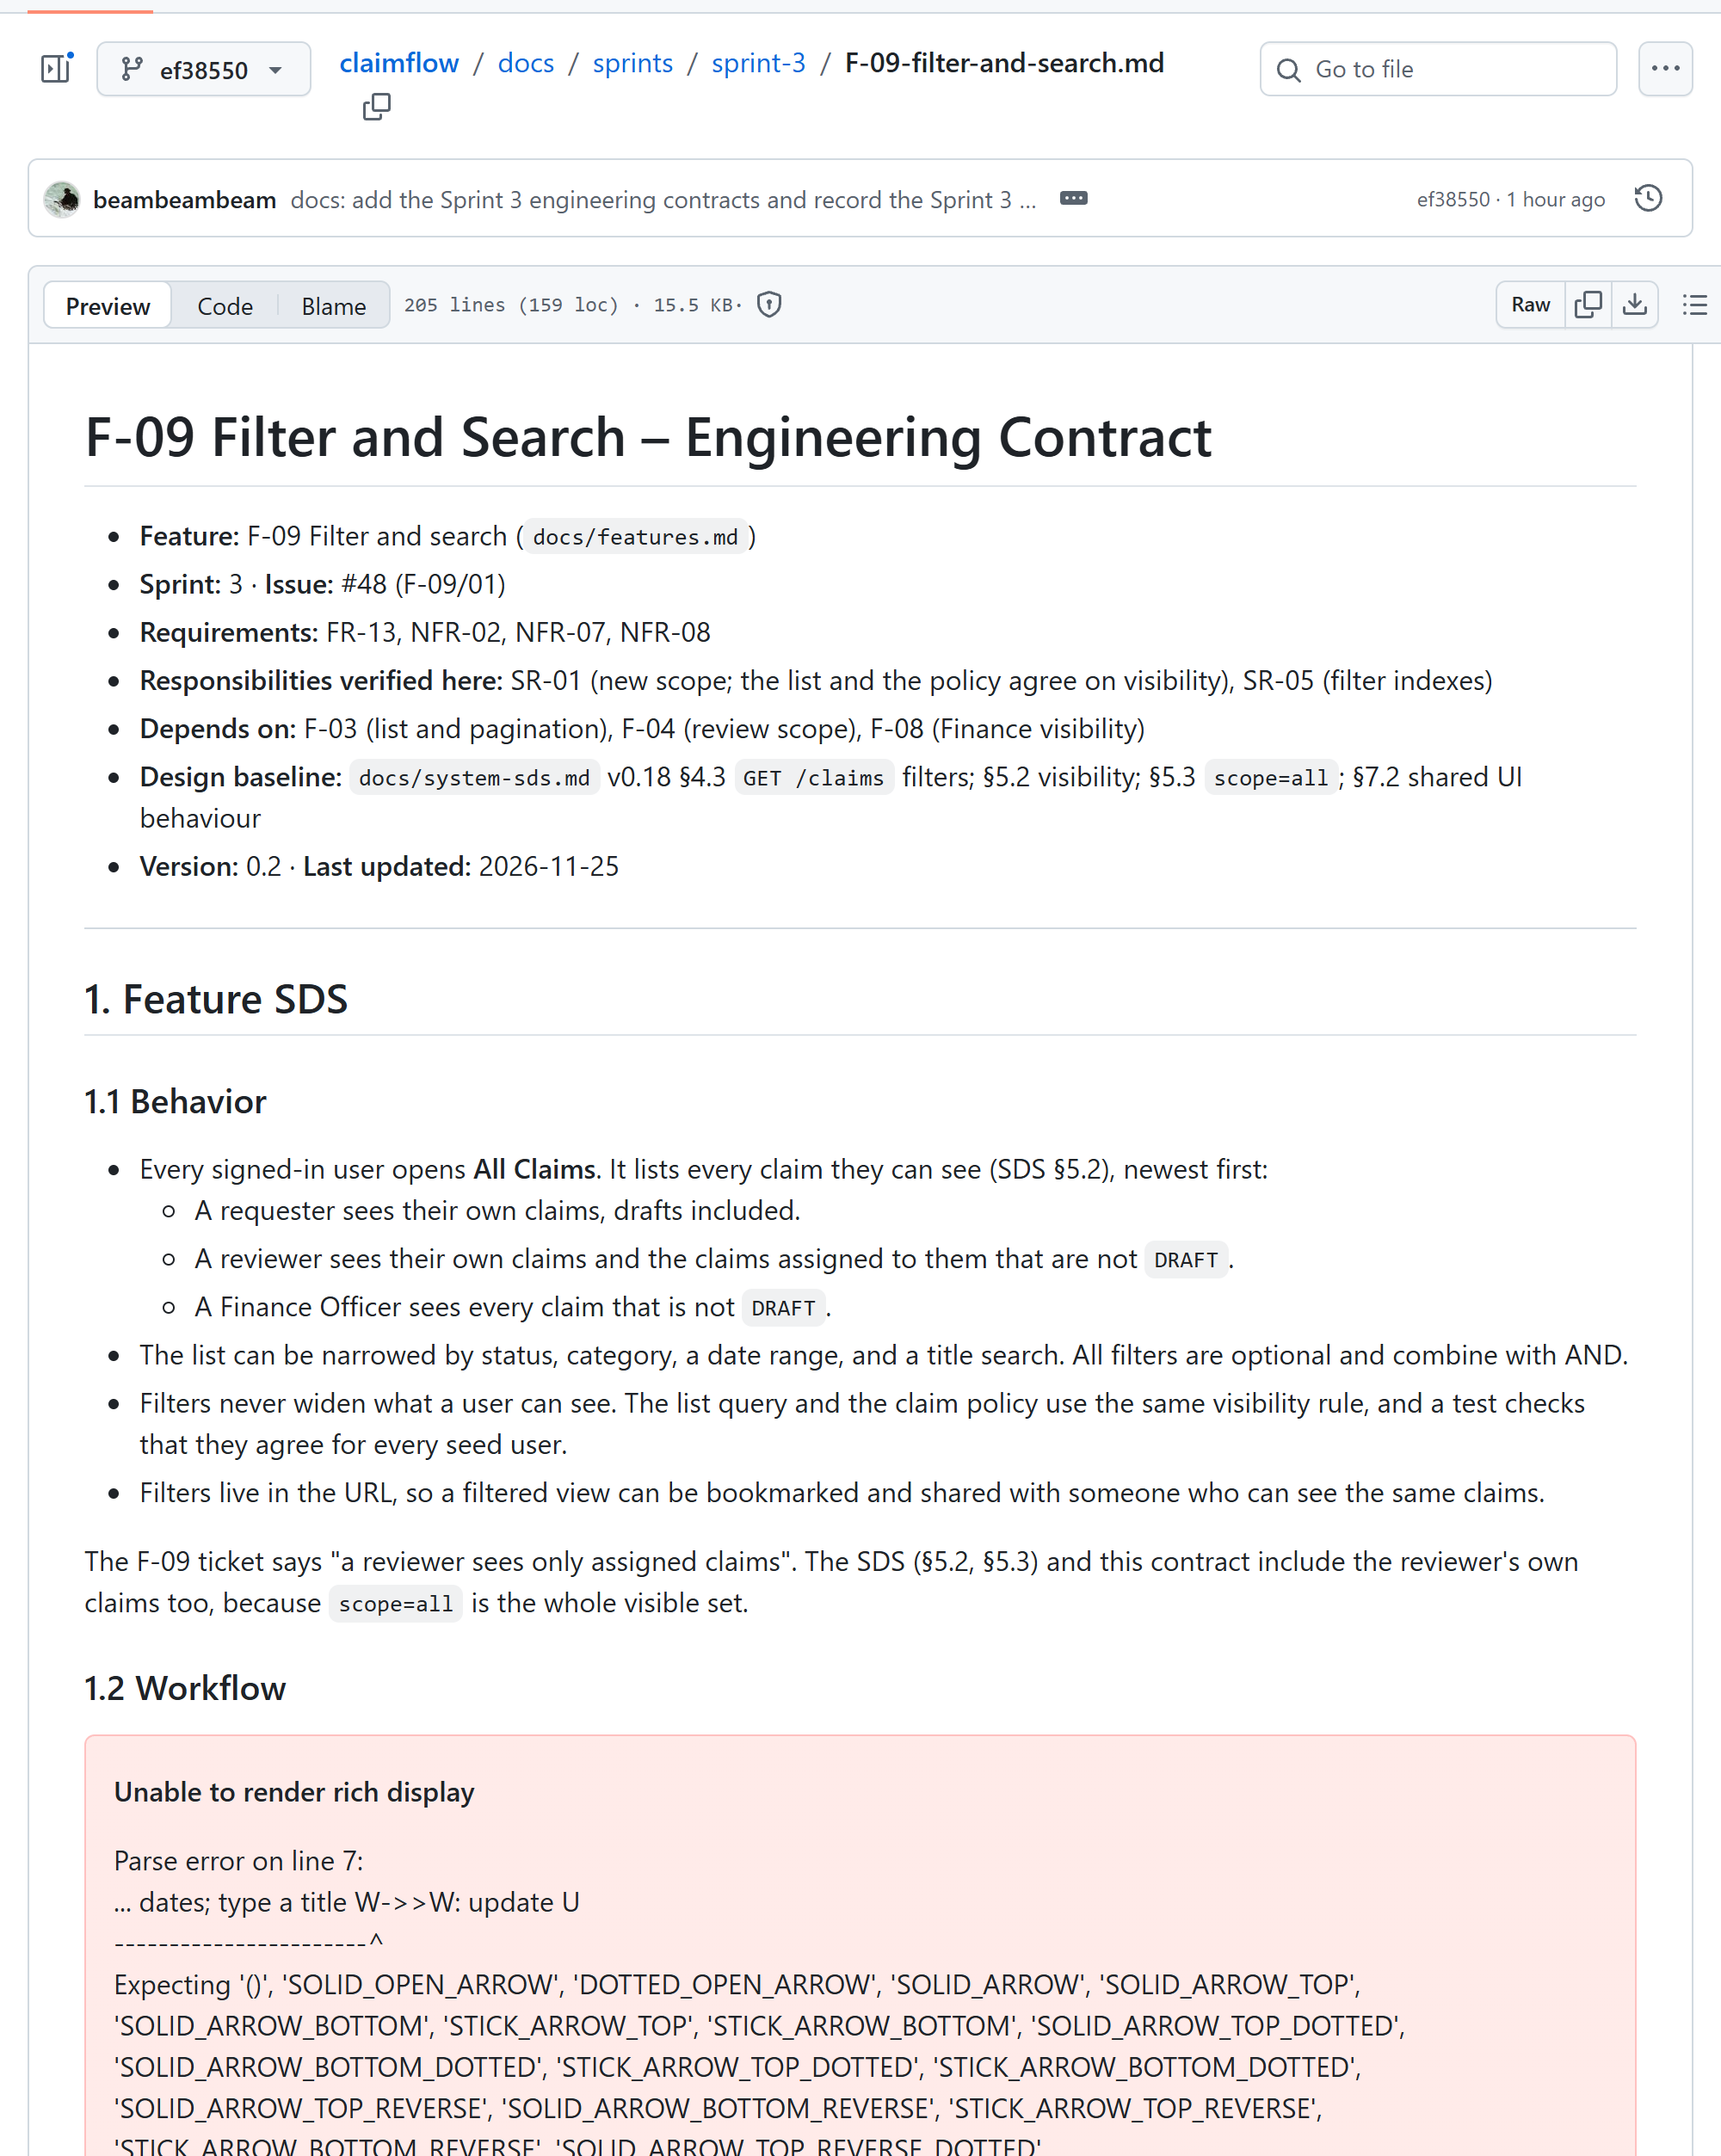 ef38550
claimflow / docs / sprints / sprint-3 / F-09-filter-and-search.md
Go to file
beambeambeam docs: add the Sprint 3 engineering contracts and record the Sprint 3 ...
ef38550 · 1 hour ago
Preview Code Blame 205 lines (159 loc) · 15.5 KB·
Raw
F-09 Filter and Search – Engineering Contract
Feature: F-09 Filter and search ( docs/features.md )
Sprint: 3 · Issue: #48 (F-09/01)
Requirements: FR-13, NFR-02, NFR-07, NFR-08
Responsibilities verified here: SR-01 (new scope; the list and the policy agree on visibility), SR-05 (filter indexes)
Depends on: F-03 (list and pagination), F-04 (review scope), F-08 (Finance visibility)
Design baseline: docs/system-sds.md v0.18 §4.3 GET /claims filters; §5.2 visibility; §5.3 scope=all ; §7.2 shared UI
behaviour
Version: 0.2 · Last updated: 2026-11-25
1. Feature SDS
1.1 Behavior
Every signed-in user opens All Claims. It lists every claim they can see (SDS §5.2), newest first:
A requester sees their own claims, drafts included.
A reviewer sees their own claims and the claims assigned to them that are not DRAFT .
A Finance Officer sees every claim that is not DRAFT .
The list can be narrowed by status, category, a date range, and a title search. All filters are optional and combine with AND.
Filters never widen what a user can see. The list query and the claim policy use the same visibility rule, and a test checks
that they agree for every seed user.
Filters live in the URL, so a filtered view can be bookmarked and shared with someone who can see the same claims.
The F-09 ticket says "a reviewer sees only assigned claims". The SDS (§5.2, §5.3) and this contract include the reviewer's own
claims too, because scope=all is the whole visible set.
1.2 Workflow
Unable to render rich display
Parse error on line 7:
... dates; type a title W->>W: update U
-----------------------^
Expecting '()', 'SOLID_OPEN_ARROW', 'DOTTED_OPEN_ARROW', 'SOLID_ARROW', 'SOLID_ARROW_TOP',
'SOLID_ARROW_BOTTOM', 'STICK_ARROW_TOP', 'STICK_ARROW_BOTTOM', 'SOLID_ARROW_TOP_DOTTED',
'SOLID_ARROW_BOTTOM_DOTTED', 'STICK_ARROW_TOP_DOTTED', 'STICK_ARROW_BOTTOM_DOTTED',
'SOLID_ARROW_TOP_REVERSE', 'SOLID_ARROW_BOTTOM_REVERSE', 'STICK_ARROW_TOP_REVERSE',
'STICK_ARROW_BOTTOM_REVERSE', 'SOLID_ARROW_TOP_REVERSE_DOTTED'